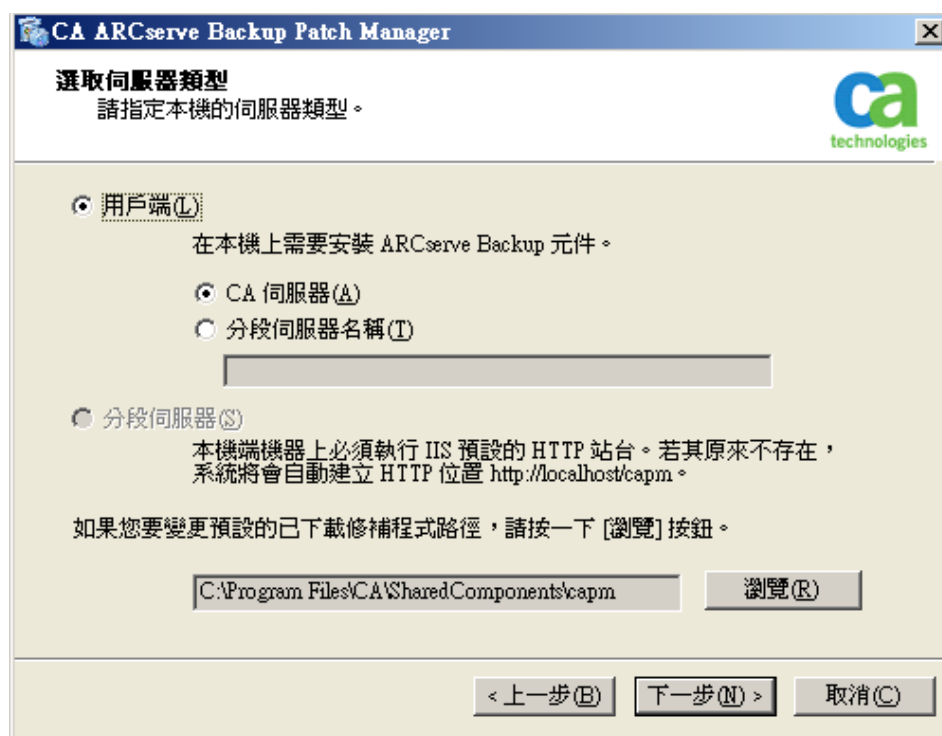 CA ARCserve Backup Patch Manager
選取伺服器類型
請指定本機的伺服器類型。
ca
technologies
用戶端(L)
在本機上需要安裝 ARCserve Backup 元件。
CA 伺服器(A)
分段伺服器名稱(T)
分段伺服器(S)
本機端機器上必須執行 IIS 預設的 HTTP 站台。若其原來不存在，
系統將會自動建立 HTTP 位置 http://localhost/capm。
如果您要變更預設的已下載修補程式路徑，請按一下 [瀏覽] 按鈕。
C:\Program Files\CA\SharedComponents\capm
瀏覽(R)
<上一步(B)
下一步(N)>
取消(C)